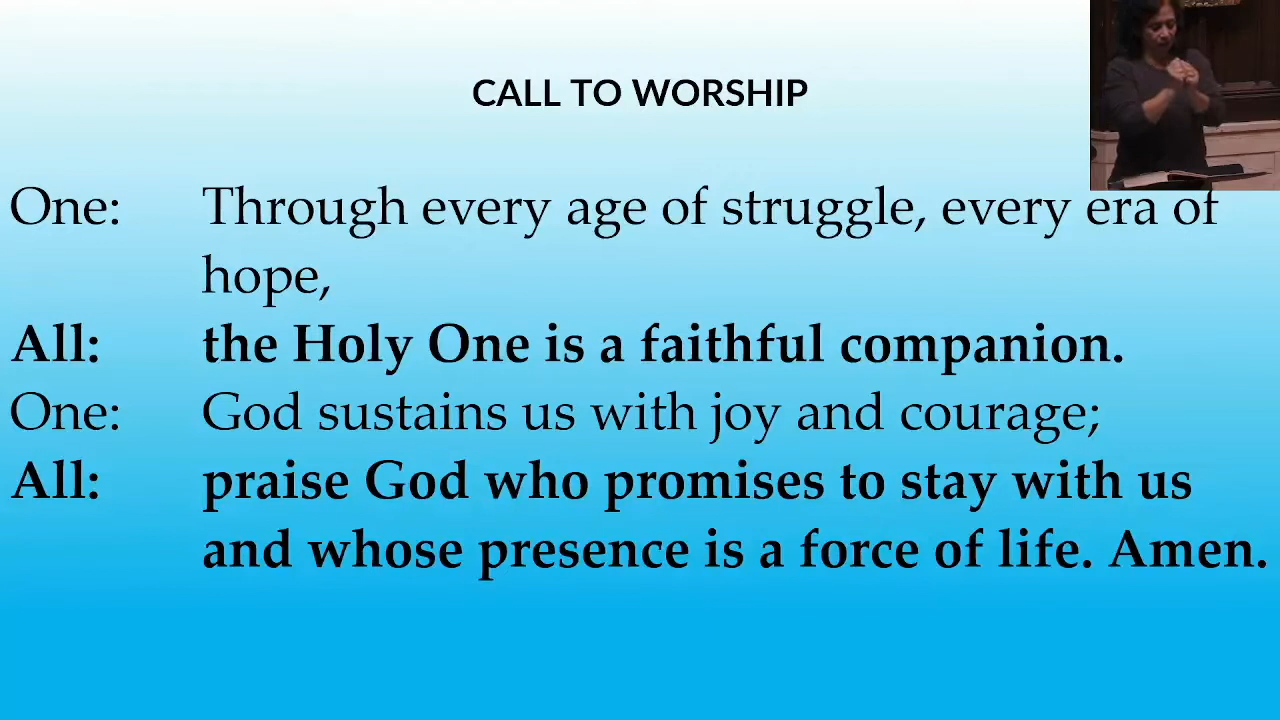 CALL TO WORSHIP
One: Through every age of struggle, every era of
hope,
All: the Holy One is a faithful companion.
One: God sustains us with joy and courage;
All: praise God who promises to stay with us
and whose presence is a force of life. Amen.